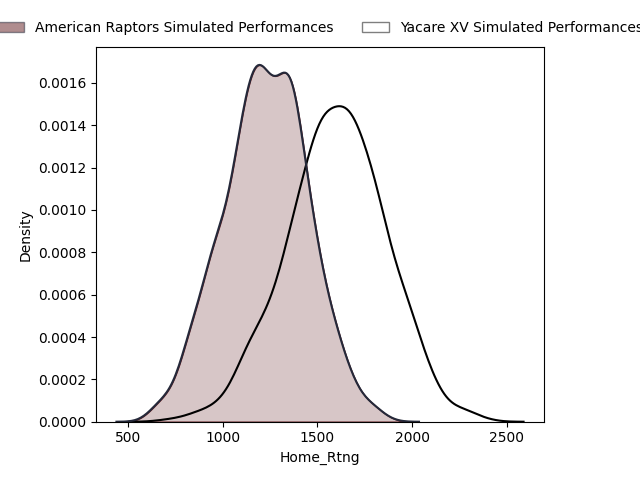 American Raptors Simulated Performances Yacare XV Simulated Performances
0.0016
0.0014
0.0012
0.0010
0.0008
0.0006
0.0004
0.0002
0.0000
Density
500 1000 1500 2000 2500
Home_Rtng